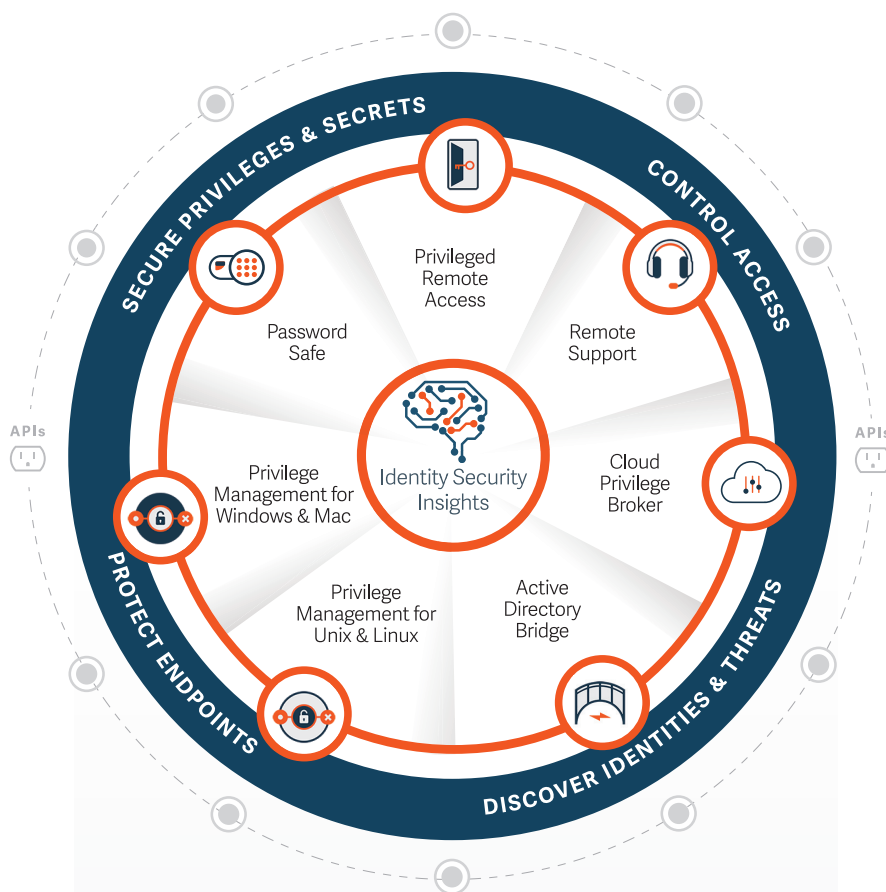 SECURE PRIVILEGES & SECRETS
CONTROL ACCESS
Privileged
Remote
Access
Password
Safe
Remote
Support
APIs
APIs
Identity Security
Insights
Privilege
Management for
Windows & Mac
Cloud
Privilege
Broker
Privilege
Management for
Unix & Linux
Active
Directory
Bridge
PROTECT ENDPOINTS
DISCOVER IDENTITIES & THREATS